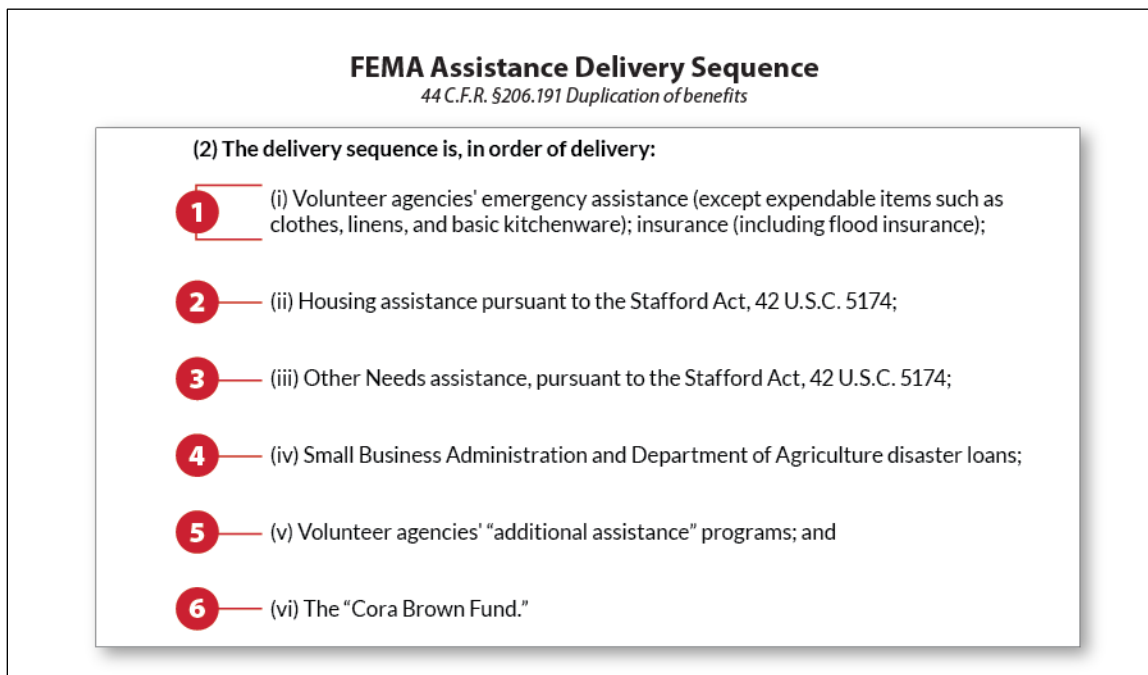 FEMA Assistance Delivery Sequence
44 C.F.R. §206.191 Duplication of benefits
(2) The delivery sequence is, in order of delivery:
1 (i) Volunteer agencies' emergency assistance (except expendable items such as
clothes, linens, and basic kitchenware); insurance (including flood insurance);
2 (ii) Housing assistance pursuant to the Stafford Act, 42 U.S.C. 5174;
3 (iii) Other Needs assistance, pursuant to the Stafford Act, 42 U.S.C. 5174;
4 (iv) Small Business Administration and Department of Agriculture disaster loans;
5 (v) Volunteer agencies' “additional assistance” programs; and
6 (vi) The “Cora Brown Fund.”